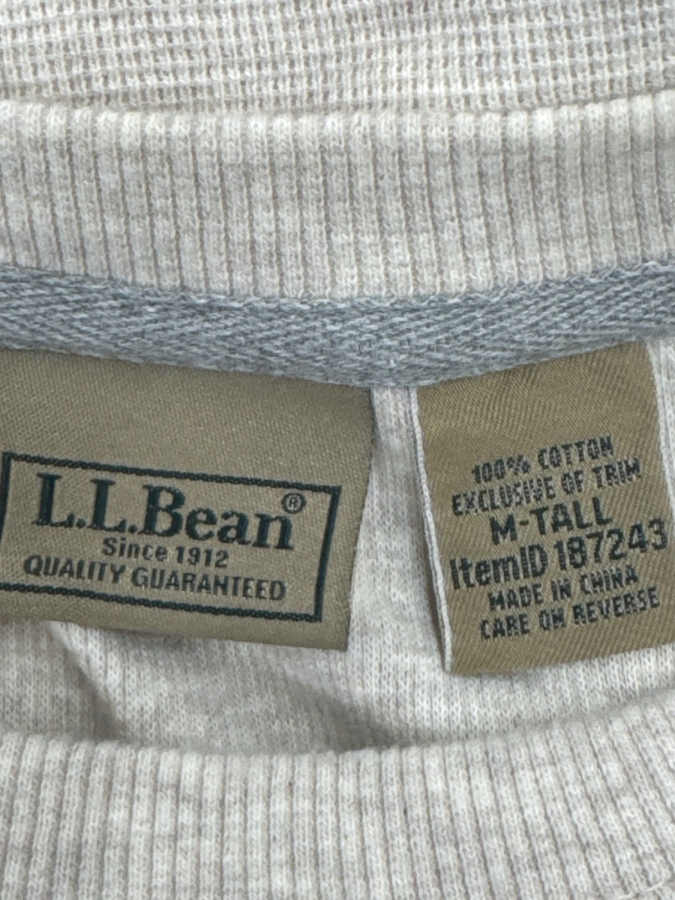 L.L.Bean®
Since 1912
QUALITY GUARANTEED
100% COTTON
EXCLUSIVE OF TRIM
M-TALL
ItemID 187243
MADE IN CHINA
CARE ON REVERSE